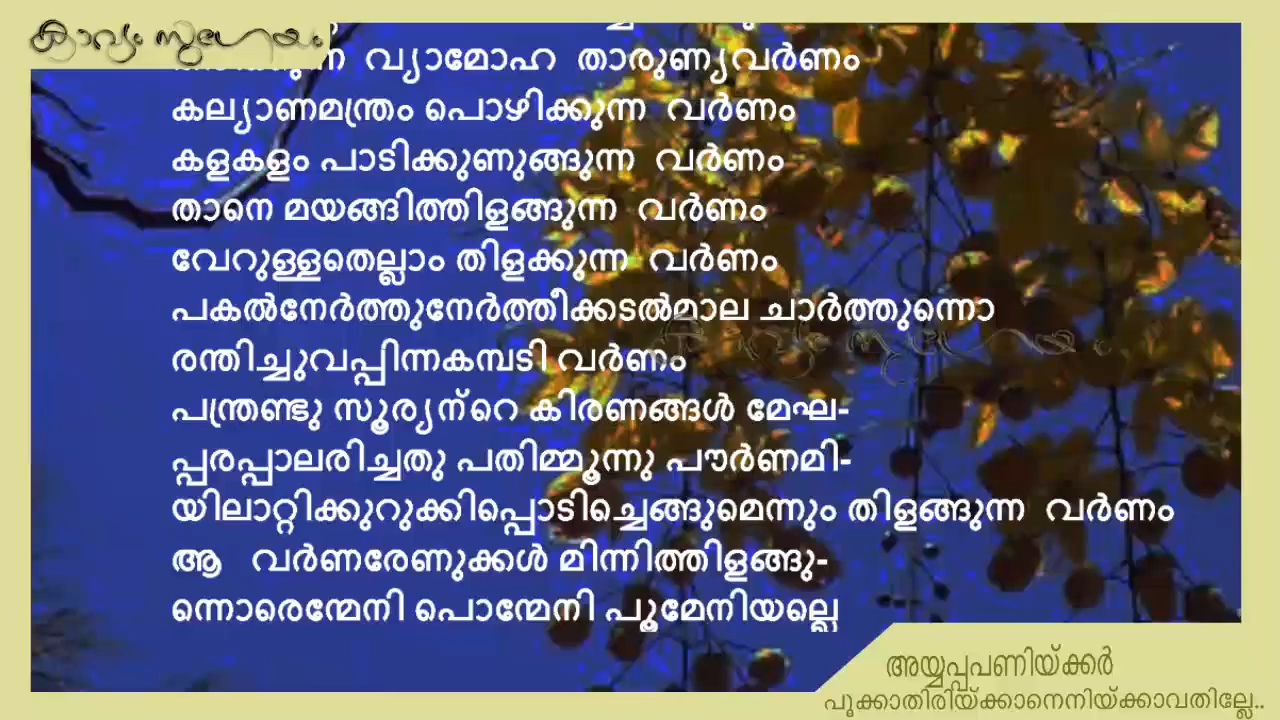 കാവ്യം സുഗേയം
വ്യാമോഹ താരുണ്യവർണം
കല്യാണമന്ത്രം പൊഴിക്കുന്ന വർണം
കളകളം പാടിക്കുണുങ്ങുന്ന വർണം
താനെ മയങ്ങിത്തിളങ്ങുന്ന വർണം
വേറുള്ളതെല്ലാം തിളക്കുന്ന വർണം
പകൽനേർത്തുനേർത്തീക്കടൽമാല ചാർത്തുന്നൊ
രന്തിച്ചുവപ്പിന്നകമ്പടി വർണം
പന്ത്രണ്ടു സൂര്യന്റെ കിരണങ്ങൾ മേഘ-
പ്പരപ്പാലരിച്ചതു പതിമ്മൂന്നു പൗർണമി-
യിലാറ്റിക്കുറുക്കിപ്പൊടിച്ചെങ്ങുമെന്നും തിളങ്ങുന്ന വർണം
ആ വർണരേണുക്കൾ മിന്നിത്തിളങ്ങു-
ന്നൊരെന്മേനി പൊന്മേനി പൂമേനിയല്ലെ
അയ്യപ്പപണിയ്ക്കർ
പൂക്കാതിരിയ്ക്കാനെനിയ്ക്കാവതില്ലേ..